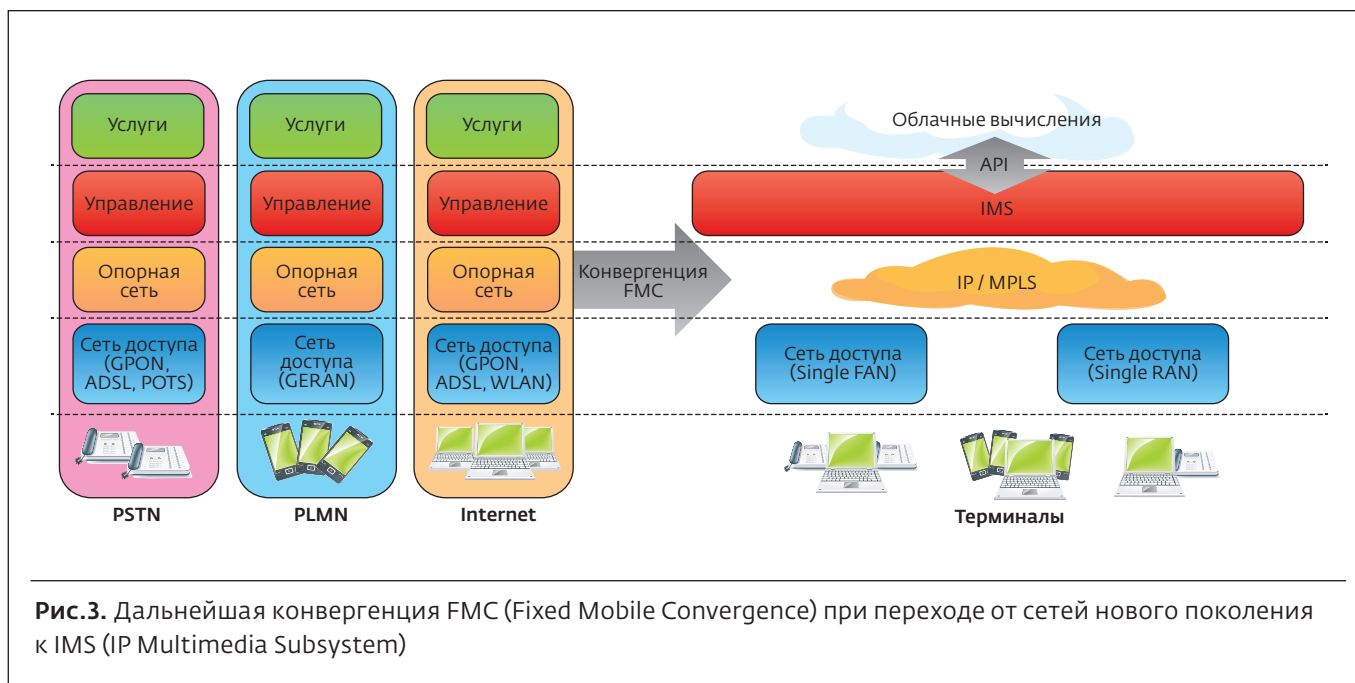 Услуги
Услуги
Услуги
Облачные вычисления
API
Управление
Управление
Управление
IMS
Опорная
сеть
Опорная
сеть
Опорная
сеть
Конвергенция
FMC
IP / MPLS
Сеть доступа
(GPON,
ADSL, POTS)
Сеть
доступа
(GERAN)
Сеть доступа
(GPON,
ADSL, WLAN)
Сеть доступа
(Single FAN)
Сеть доступа
(Single RAN)
PSTN
PLMN
Internet
Терминалы
Рис.3. Дальнейшая конвергенция FMC (Fixed Mobile Convergence) при переходе от сетей нового поколения
к IMS (IP Multimedia Subsystem)